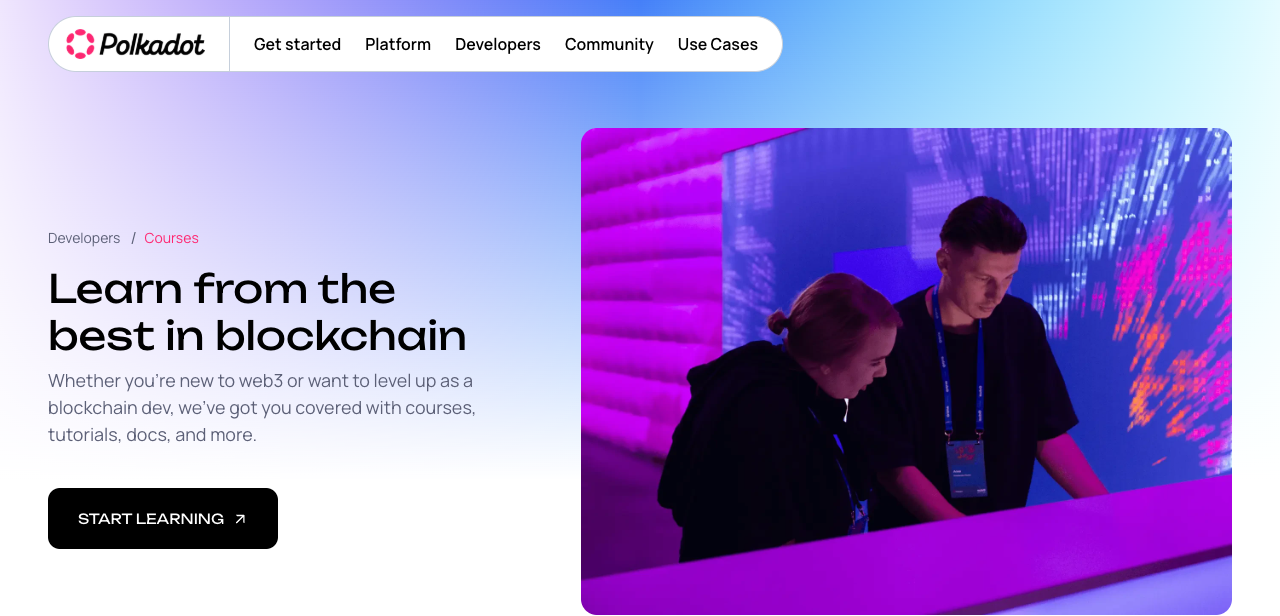 Polkadot
Get started
Platform
Developers
Community
Use Cases
Developers / Courses
Learn from the
best in blockchain
Whether you're new to web3 or want to level up as a
blockchain dev, we've got you covered with courses,
tutorials, docs, and more.
START LEARNING